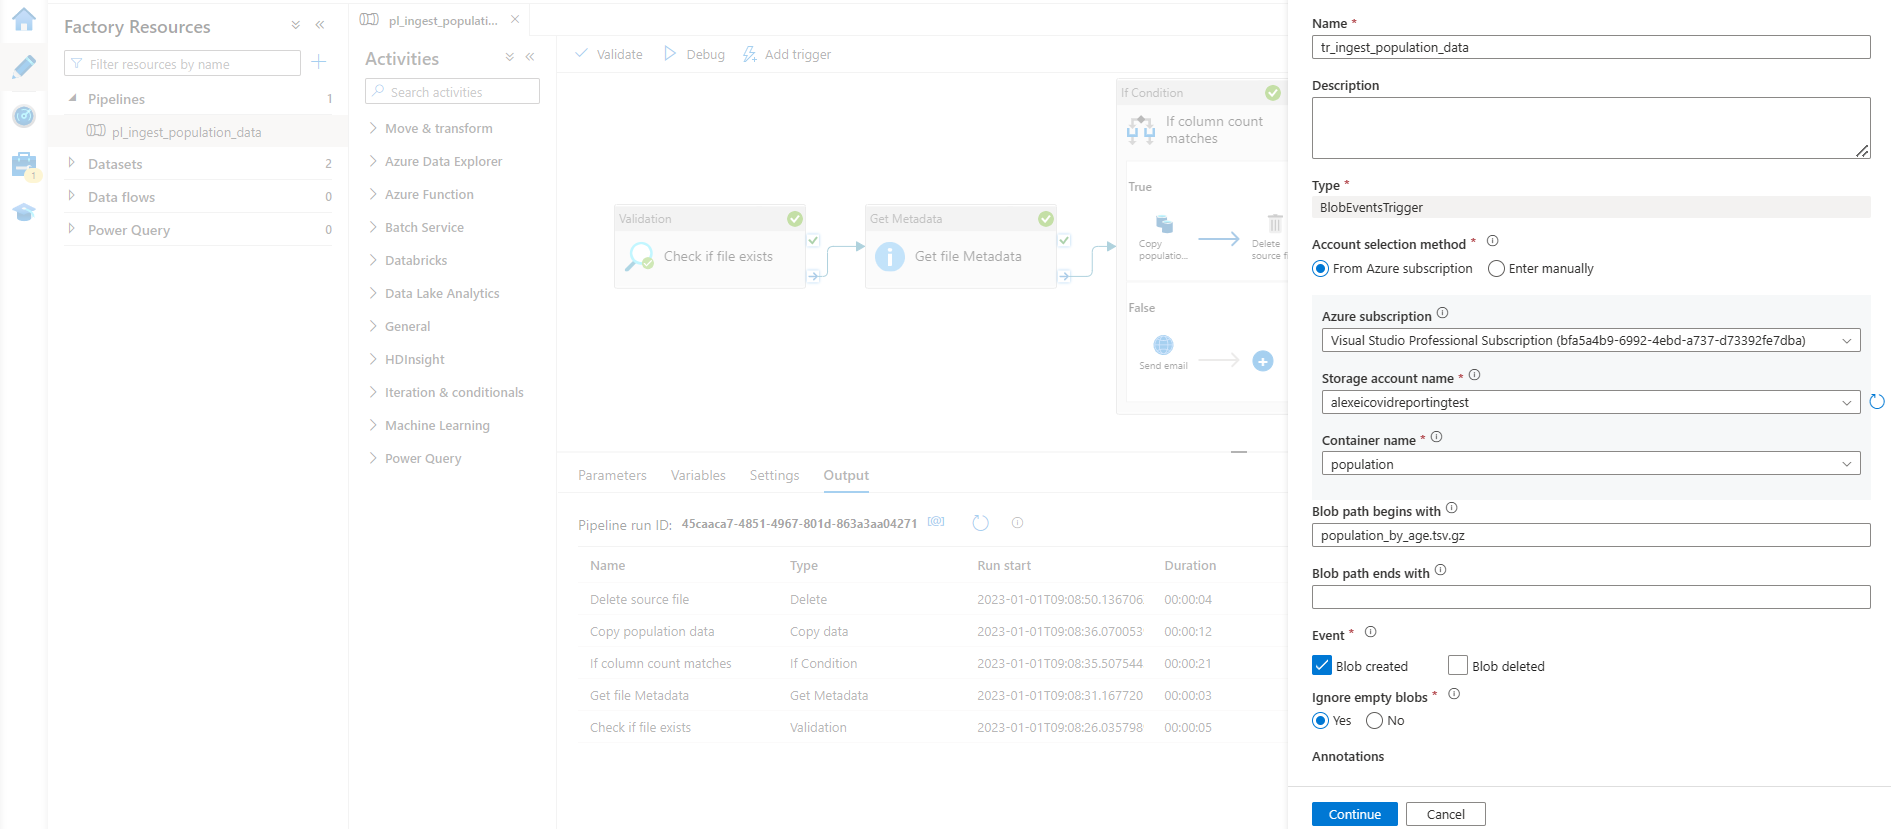 Factory Resources
Filter resources by name
Pipelines 1
pl_ingest_population_data
Datasets 2
Data flows 0
Power Query 0
1
pl_ingest_populati...
Activities
Search activities
Move & transform
Azure Data Explorer
Azure Function
Batch Service
Databricks
Data Lake Analytics
General
HDInsight
Iteration & conditionals
Machine Learning
Power Query
Validate Debug Add trigger
Validation
Check if file exists
Get Metadata
Get file Metadata
If Condition
If column count
matches
True
Copy
populatio...
Delete
source fi
False
Send email
Parameters Variables Settings Output
Pipeline run ID: 45caaca7-4851-4967-801d-863a3aa04271 [@]
Name Type Run start Duration
Delete source file Delete 2023-01-01T09:08:50.136706 00:00:04
Copy population data Copy data 2023-01-01T09:08:36.070053 00:00:12
If column count matches If Condition 2023-01-01T09:08:35.507544 00:00:21
Get file Metadata Get Metadata 2023-01-01T09:08:31.167720 00:00:03
Check if file exists Validation 2023-01-01T09:08:26.035798 00:00:05
Name *
tr_ingest_population_data
Description
Type *
BlobEventsTrigger
Account selection method *
From Azure subscription Enter manually
Azure subscription
Visual Studio Professional Subscription (bfa5a4b9-6992-4ebd-a737-d73392fe7dba)
Storage account name *
alexeicovidreportingtest
Container name *
population
Blob path begins with
population_by_age.tsv.gz
Blob path ends with
Event *
Blob created Blob deleted
Ignore empty blobs *
Yes No
Annotations
Continue Cancel